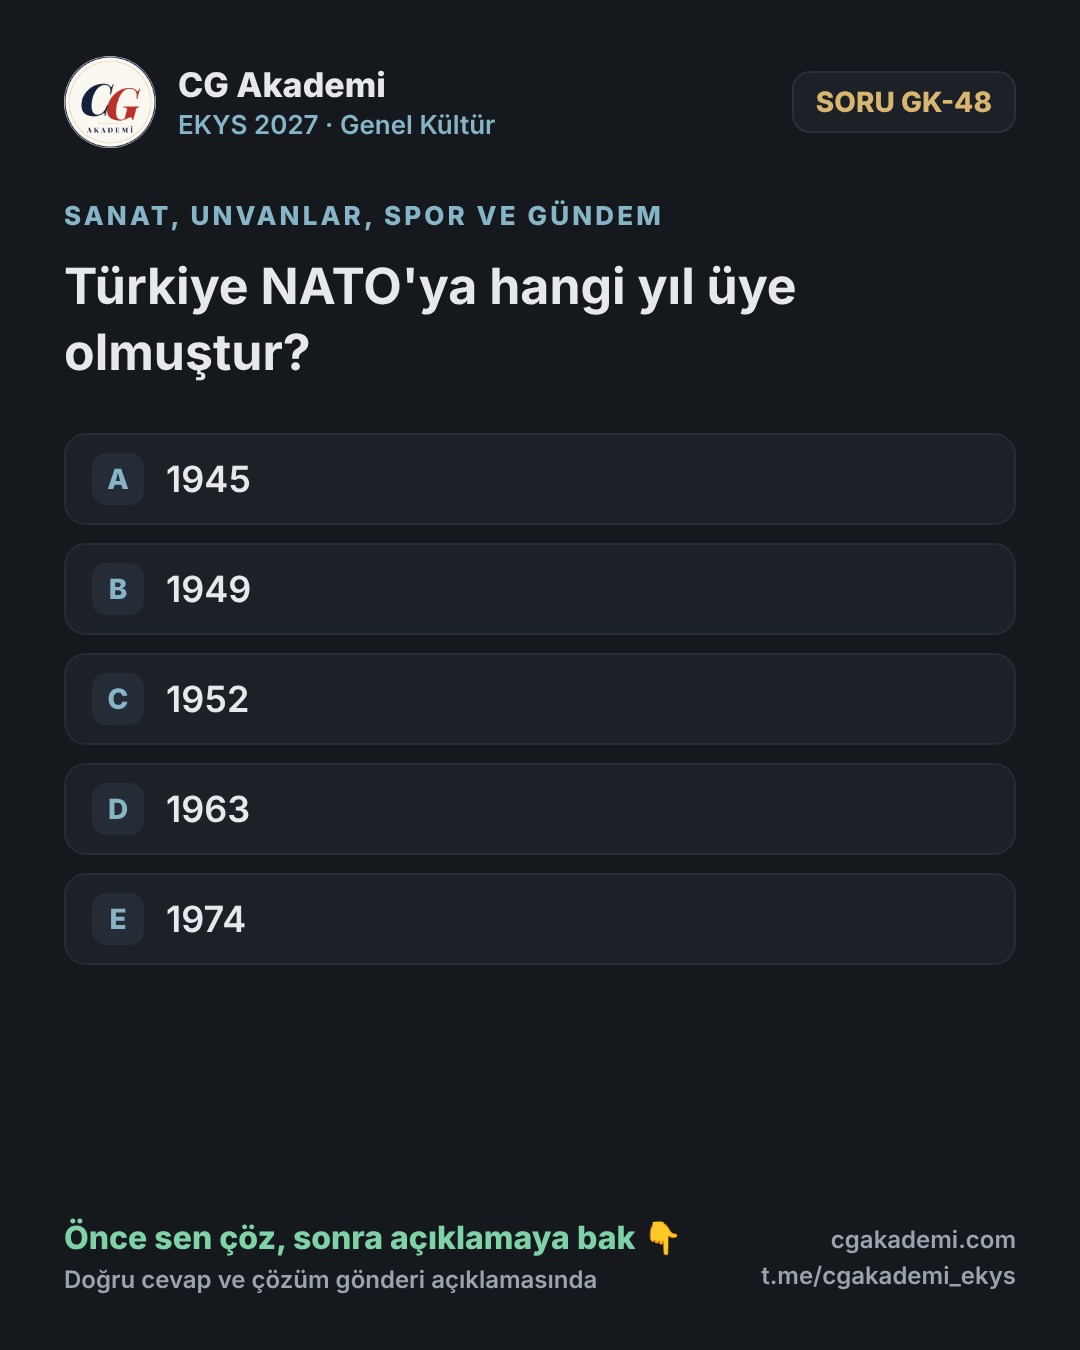 CG
AKADEMİ
CG Akademi
EKYS 2027 · Genel Kültür
SORU GK-48
SANAT, UNVANLAR, SPOR VE GÜNDEM
Türkiye NATO'ya hangi yıl üye
olmuştur?
A 1945
B 1949
C 1952
D 1963
E 1974
Önce sen çöz, sonra açıklamaya bak 👇
Doğru cevap ve çözüm gönderi açıklamasında
cgakademi.com
t.me/cgakademi_ekys